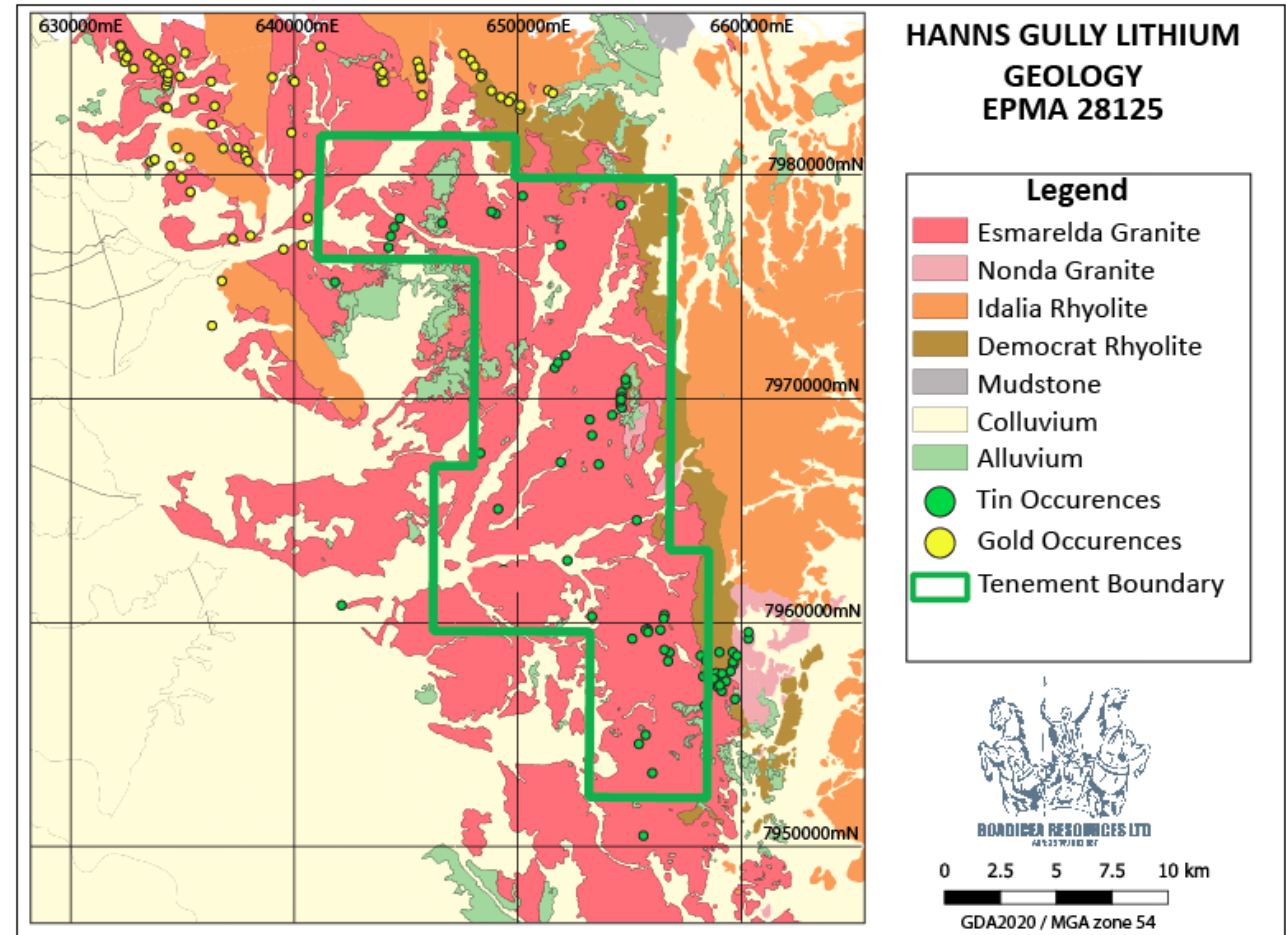 630000mE
640000mE
650000mE
660000mE
7980000mN
7970000mN
7960000mN
7950000mN
HANNS GULLY LITHIUM
GEOLOGY
EPMA 28125
Legend
Esmarelda Granite
Nonda Granite
Idalia Rhyolite
Democrat Rhyolite
Mudstone
Colluvium
Alluvium
Tin Occurences
Gold Occurences
Tenement Boundary
BOADICEA RESOURCES LTD
0 2.5 5 7.5 10 km
GDA2020 / MGA zone 54